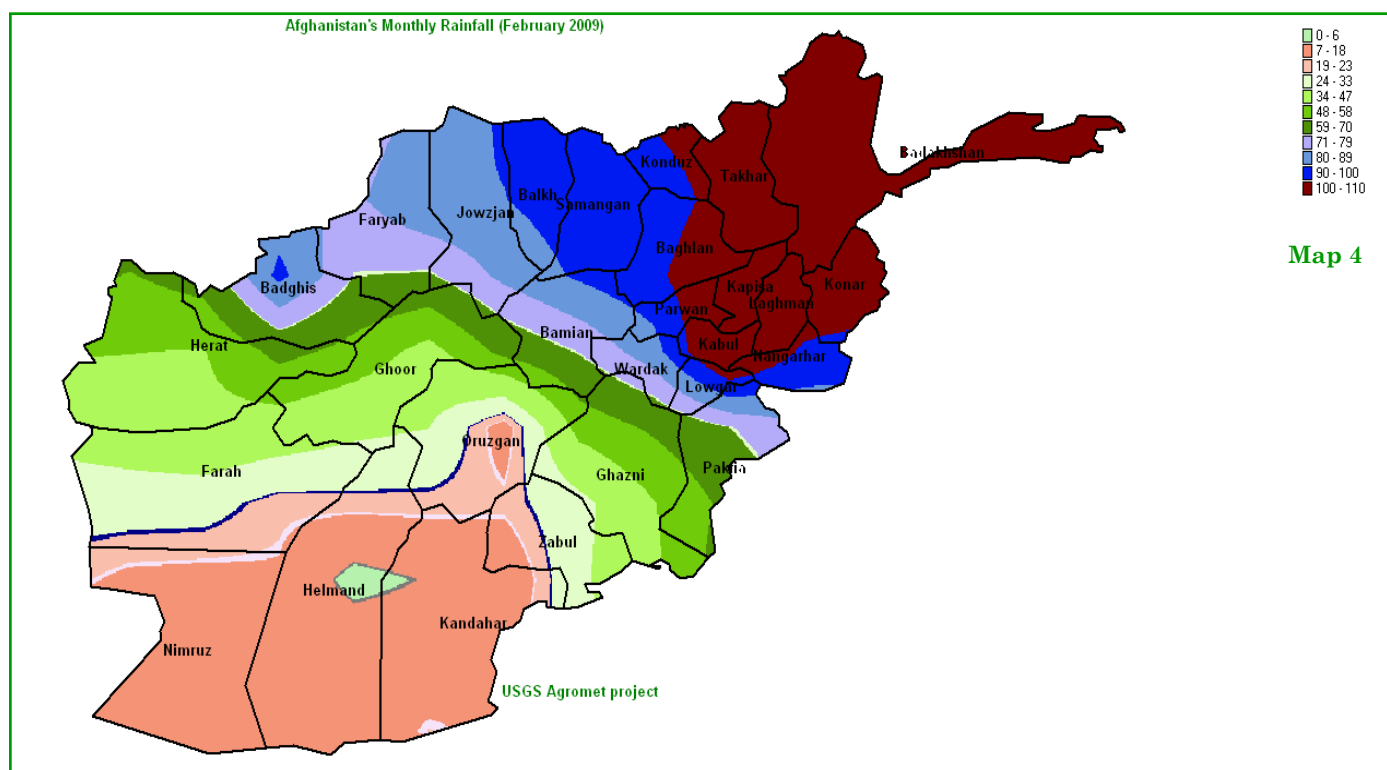 Afghanistan's Monthly Rainfall (February 2009)
0 - 6
7 - 18
19 - 23
24 - 33
34 - 47
48 - 58
59 - 70
71 - 79
80 - 89
90 - 100
100 - 110
Map 4
Badakhshan
Konduz
Takhar
Balkh
Samangan
Jowzjan
Faryab
Baghlan
Badghis
Kapisa
Laghman
Konar
Parwan
Bamian
Kabul
Herat
Nangarhar
Ghoor
Wardak
Lowgar
Oruzgan
Farah
Ghazni
Paktia
Zabul
Helmand
Kandahar
Nimruz
USGS Agromet project